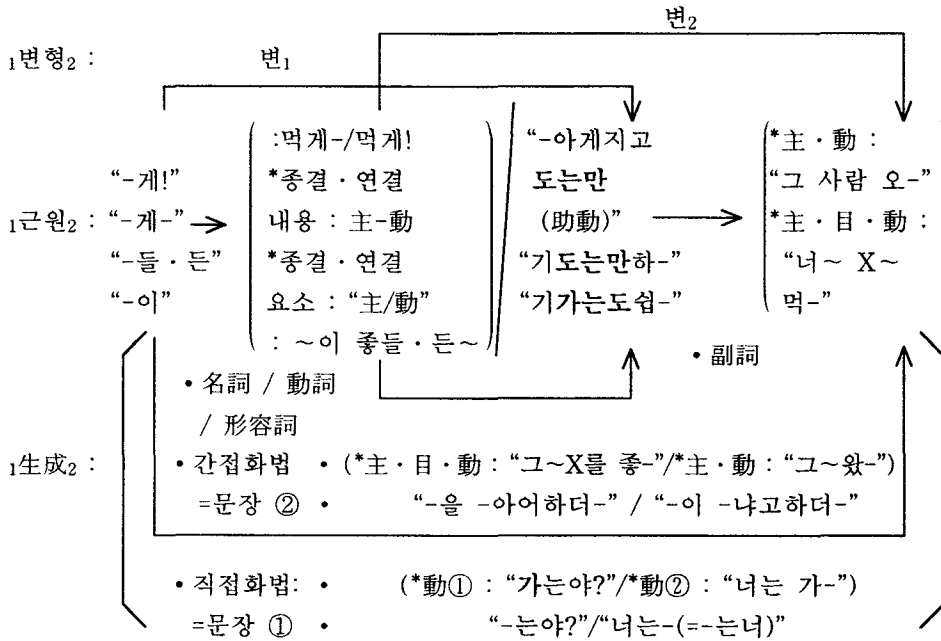 변₂
₁변형₂ : 변₁
:먹게-/먹게! “-아게지고 *主·動 :
“-게!” *종결·연결 도는만 “그 사람 오-”
₁근원₂ : “-게-” → 내용 : 主-動 (助動)” → *主·目·動 :
“-들·든” *종결·연결 “기도는만하-” “너~ X~
“-이” 요소 : “主/動” “기가는도쉽-” 먹-”
: ~이 좋들·든~
• 副詞
• 名詞 / 動詞
/ 形容詞
₁生成₂ : • 간접화법 • (*主·目·動 : “그~X를 좋-”/*主·動 : “그~왔-”)
=문장 ② • “-을 -아어하더-” / “-이 -냐고하더-”
• 직접화법: • (*動① : “가는야?”/*動② : “너는 가-”)
=문장 ① • “-는야?”/“너는-(=-는너)”